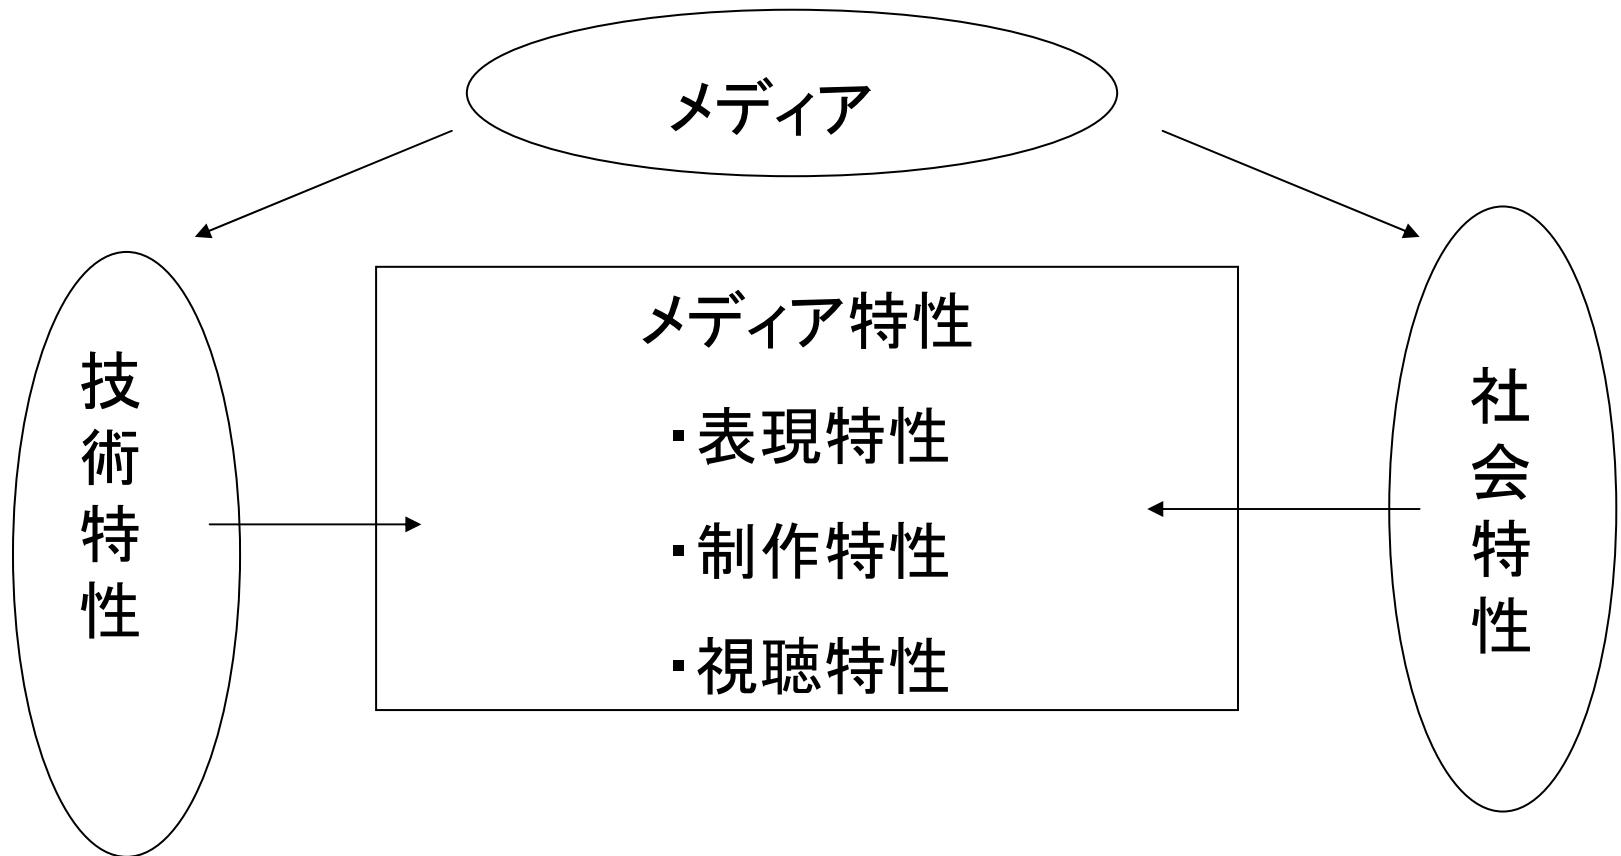 メディア
メディア特性
・表現特性
・制作特性
・視聴特性
技術特性
社会特性